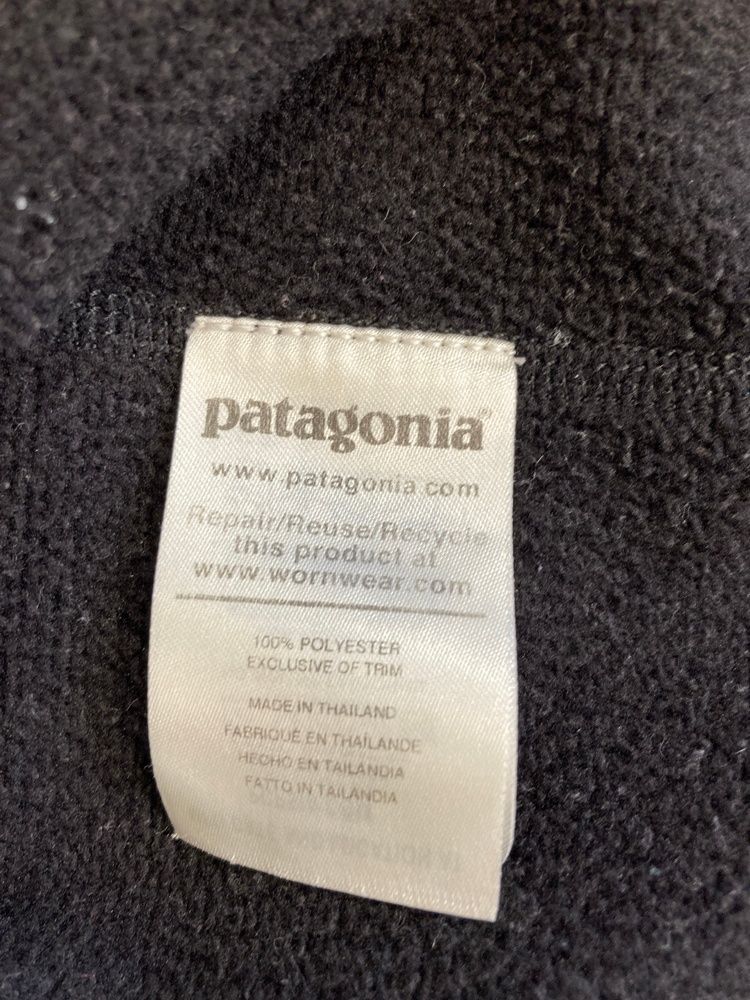 patagonia®
www.patagonia.com
Repair/Reuse/Recycle
this product at
www.wornwear.com
100% POLYESTER
EXCLUSIVE OF TRIM
MADE IN THAILAND
FABRIQUÉ EN THAÏLANDE
HECHO EN TAILANDIA
FATTO IN TAILANDIA